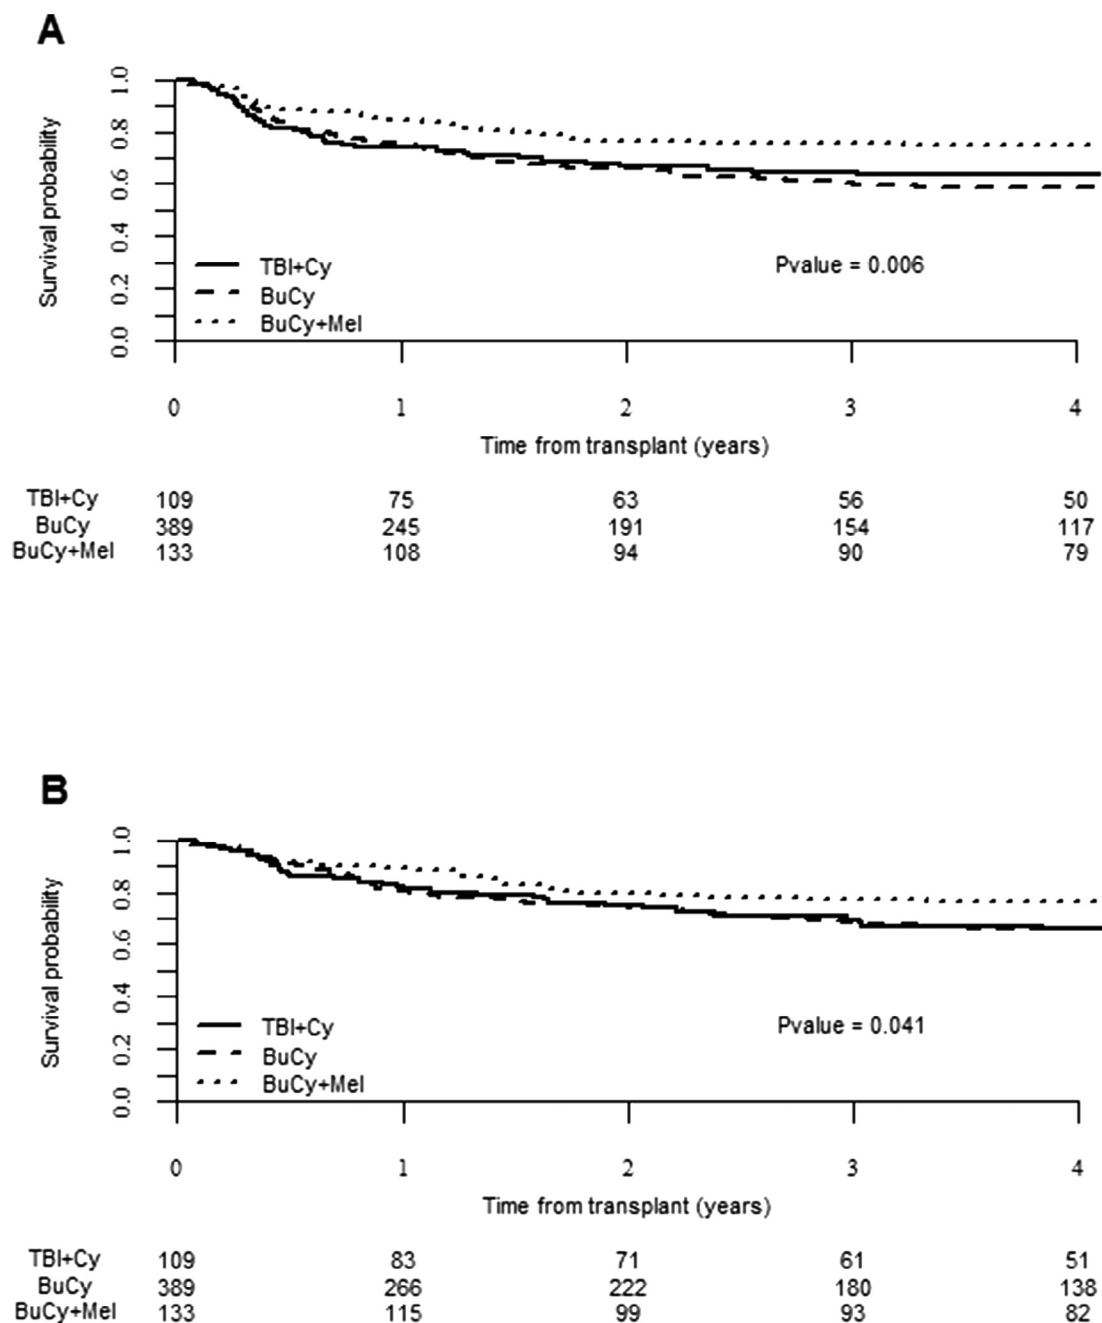 A
Survival probability
1.0
0.8
0.6
0.4
0.2
0.0
TBI+Cy
BuCy
BuCy+Mel
Pvalue = 0.006
0 1 2 3 4
Time from transplant (years)
TBI+Cy 109 75 63 56 50
BuCy 389 245 191 154 117
BuCy+Mel 133 108 94 90 79
B
Survival probability
1.0
0.8
0.6
0.4
0.2
0.0
TBI+Cy
BuCy
BuCy+Mel
Pvalue = 0.041
0 1 2 3 4
Time from transplant (years)
TBI+Cy 109 83 71 61 51
BuCy 389 266 222 180 138
BuCy+Mel 133 115 99 93 82